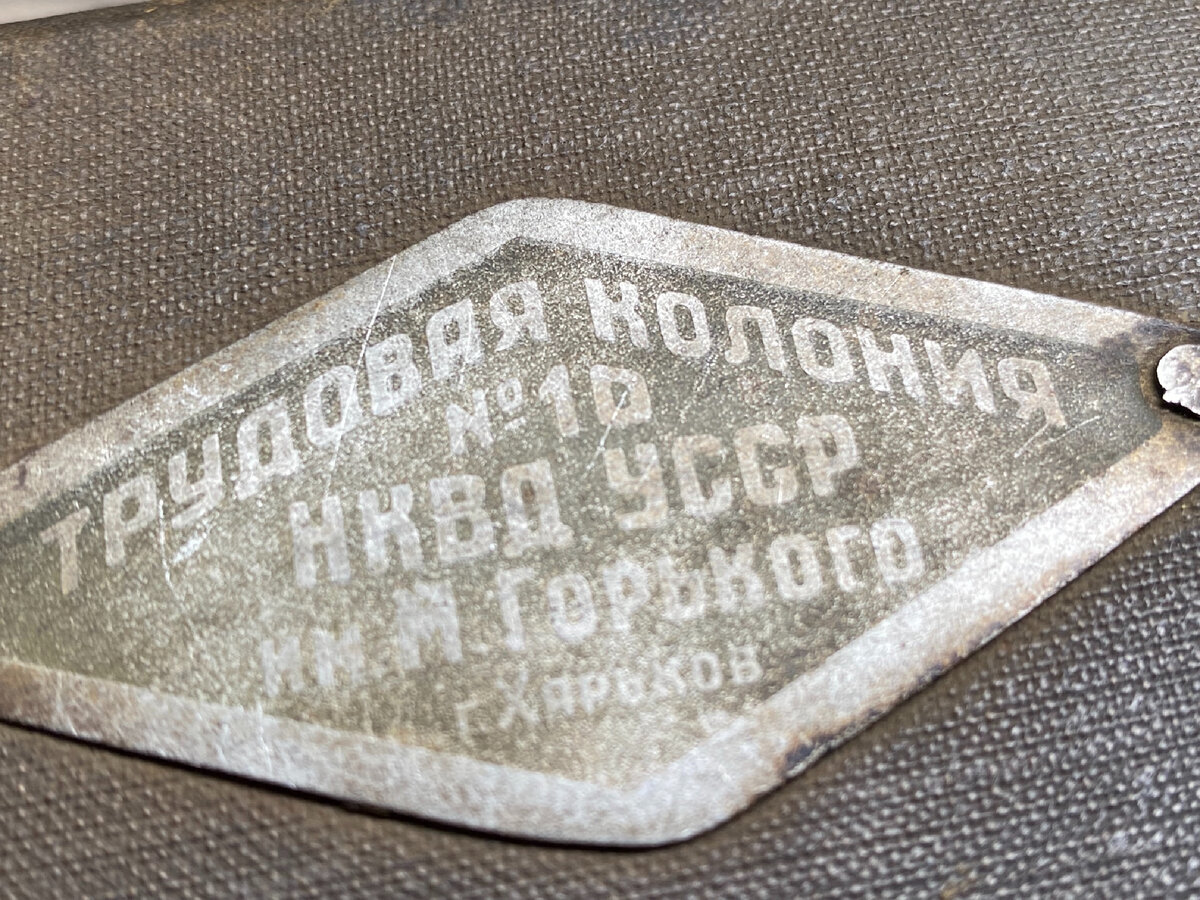 ТРУДОВАЯ КОЛОНИЯ
№10
НКВД УССР
ИМ. М. ГОРЬКОГО
г. Харьков